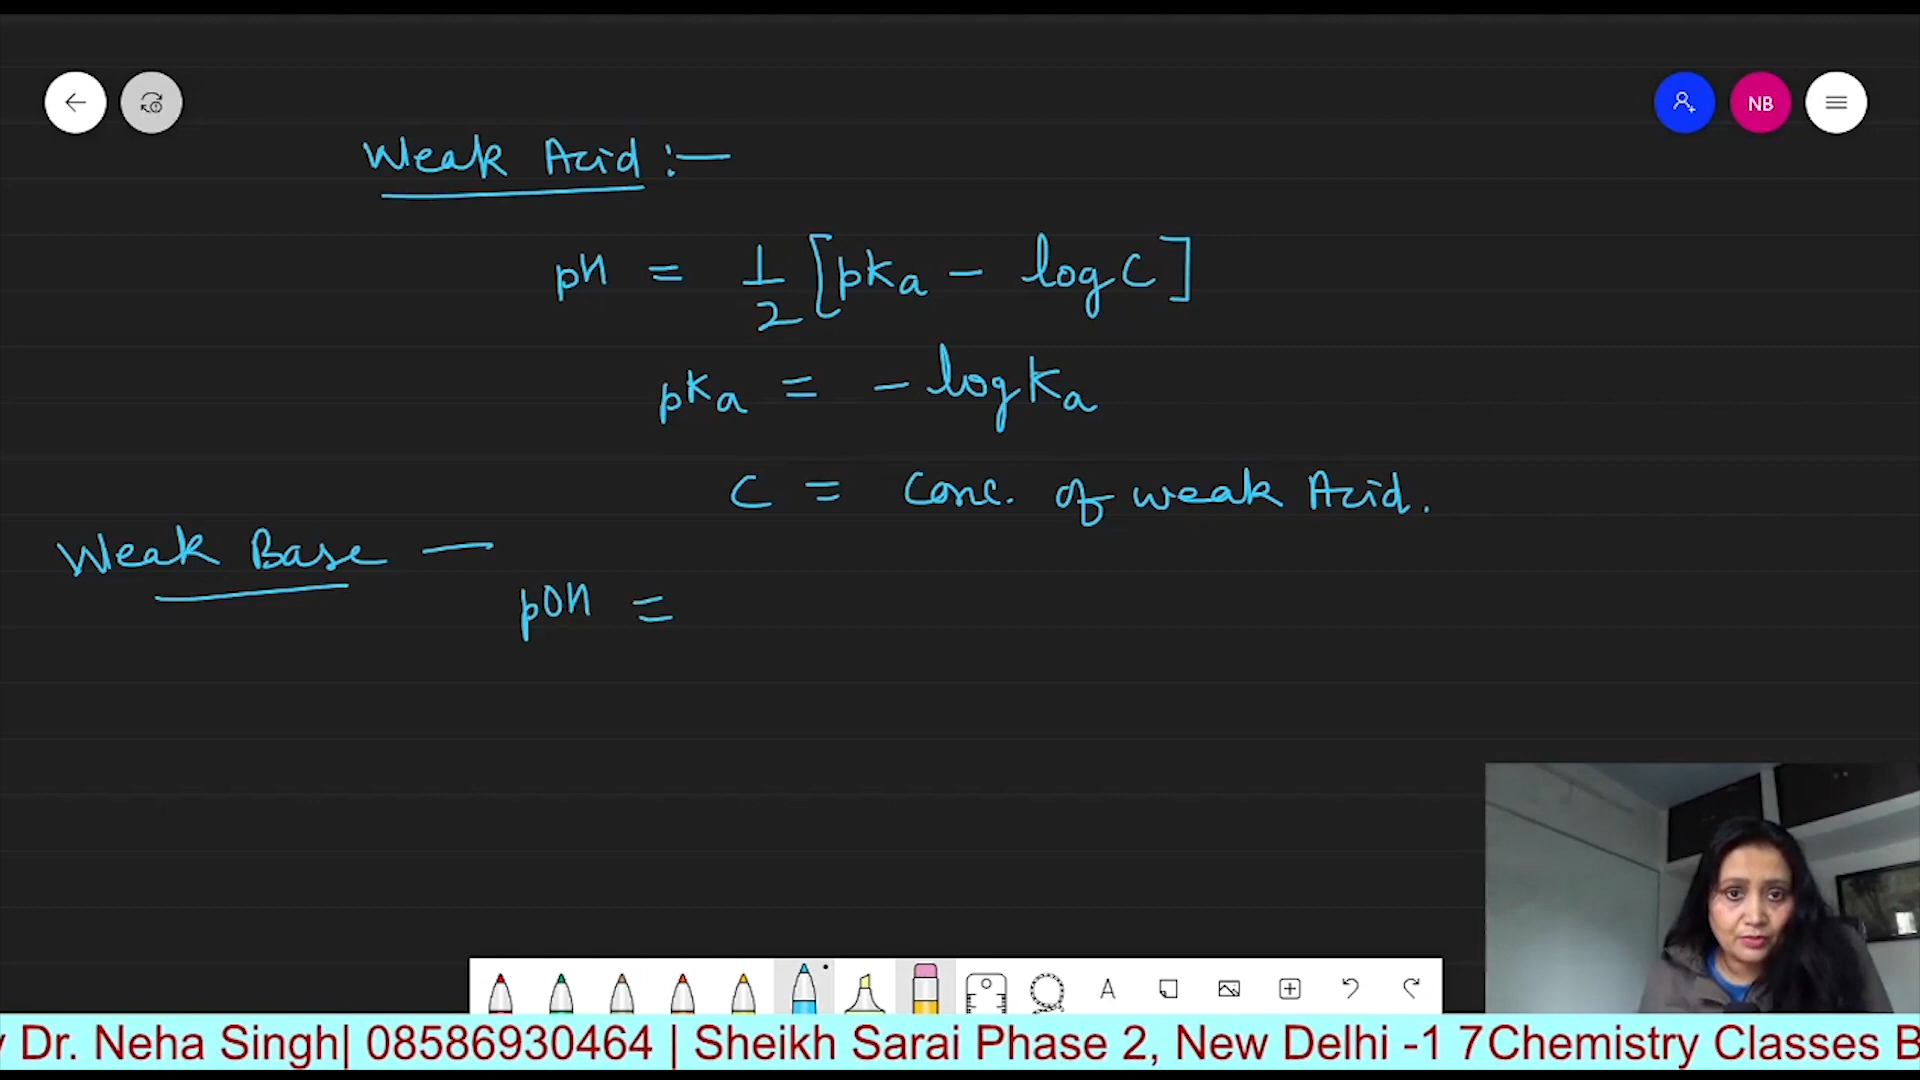 NB
Weak Acid :-
pH = 1/2 [pKa - log C]
pKa = - log Ka
C = Conc. of weak Acid.
Weak Base —
pOH =
A
y Dr. Neha Singh| 08586930464 | Sheikh Sarai Phase 2, New Delhi -1 7Chemistry Classes B